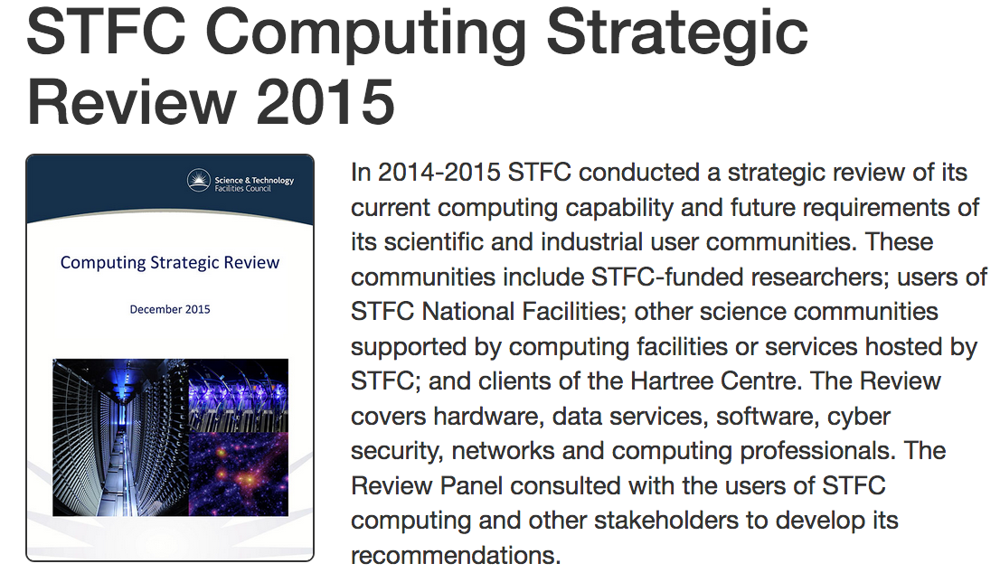 STFC Computing Strategic
Review 2015
Science & Technology
Facilities Council
Computing Strategic Review
December 2015
In 2014-2015 STFC conducted a strategic review of its
current computing capability and future requirements of
its scientific and industrial user communities. These
communities include STFC-funded researchers; users of
STFC National Facilities; other science communities
supported by computing facilities or services hosted by
STFC; and clients of the Hartree Centre. The Review
covers hardware, data services, software, cyber
security, networks and computing professionals. The
Review Panel consulted with the users of STFC
computing and other stakeholders to develop its
recommendations.